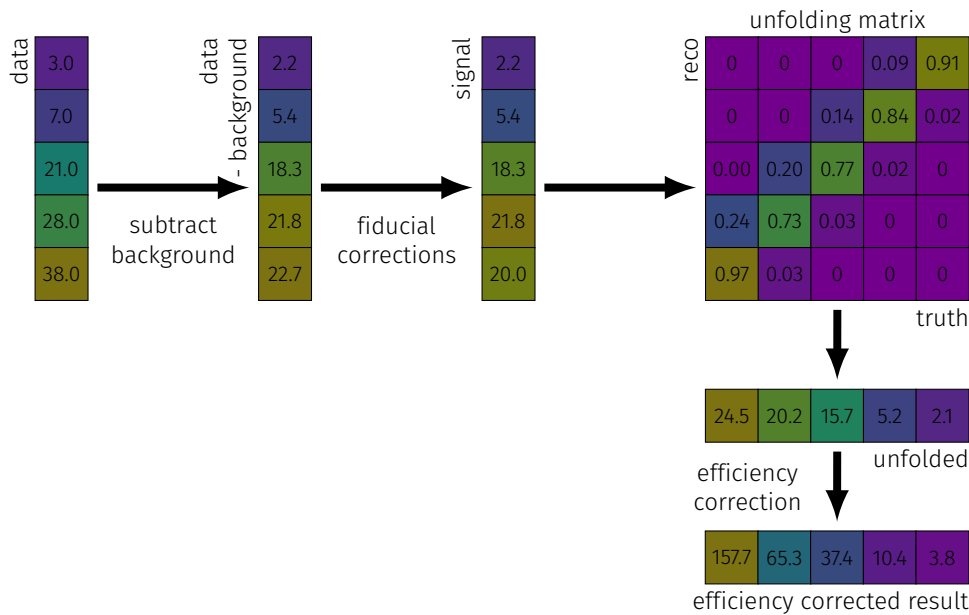 unfolding matrix
data
data
- background
signal
reco
3.0
7.0
21.0
28.0
38.0
subtract
background
2.2
5.4
18.3
21.8
22.7
fiducial
corrections
2.2
5.4
18.3
21.8
20.0
0 0 0 0.09 0.91
0 0 0.14 0.84 0.02
0.00 0.20 0.77 0.02 0
0.24 0.73 0.03 0 0
0.97 0.03 0 0 0
truth
24.5 20.2 15.7 5.2 2.1
unfolded
efficiency
correction
157.7 65.3 37.4 10.4 3.8
efficiency corrected result